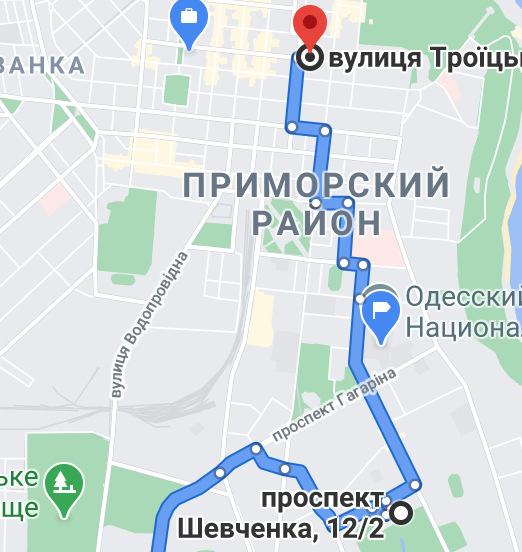 ВАНКА
вулиця Троїць
ПРИМОРСКИЙ
РАЙОН
вулиця Водопровідна
Одесский
Национа
проспект Гагаріна
ьке
ще
проспект
Шевченка, 12/2